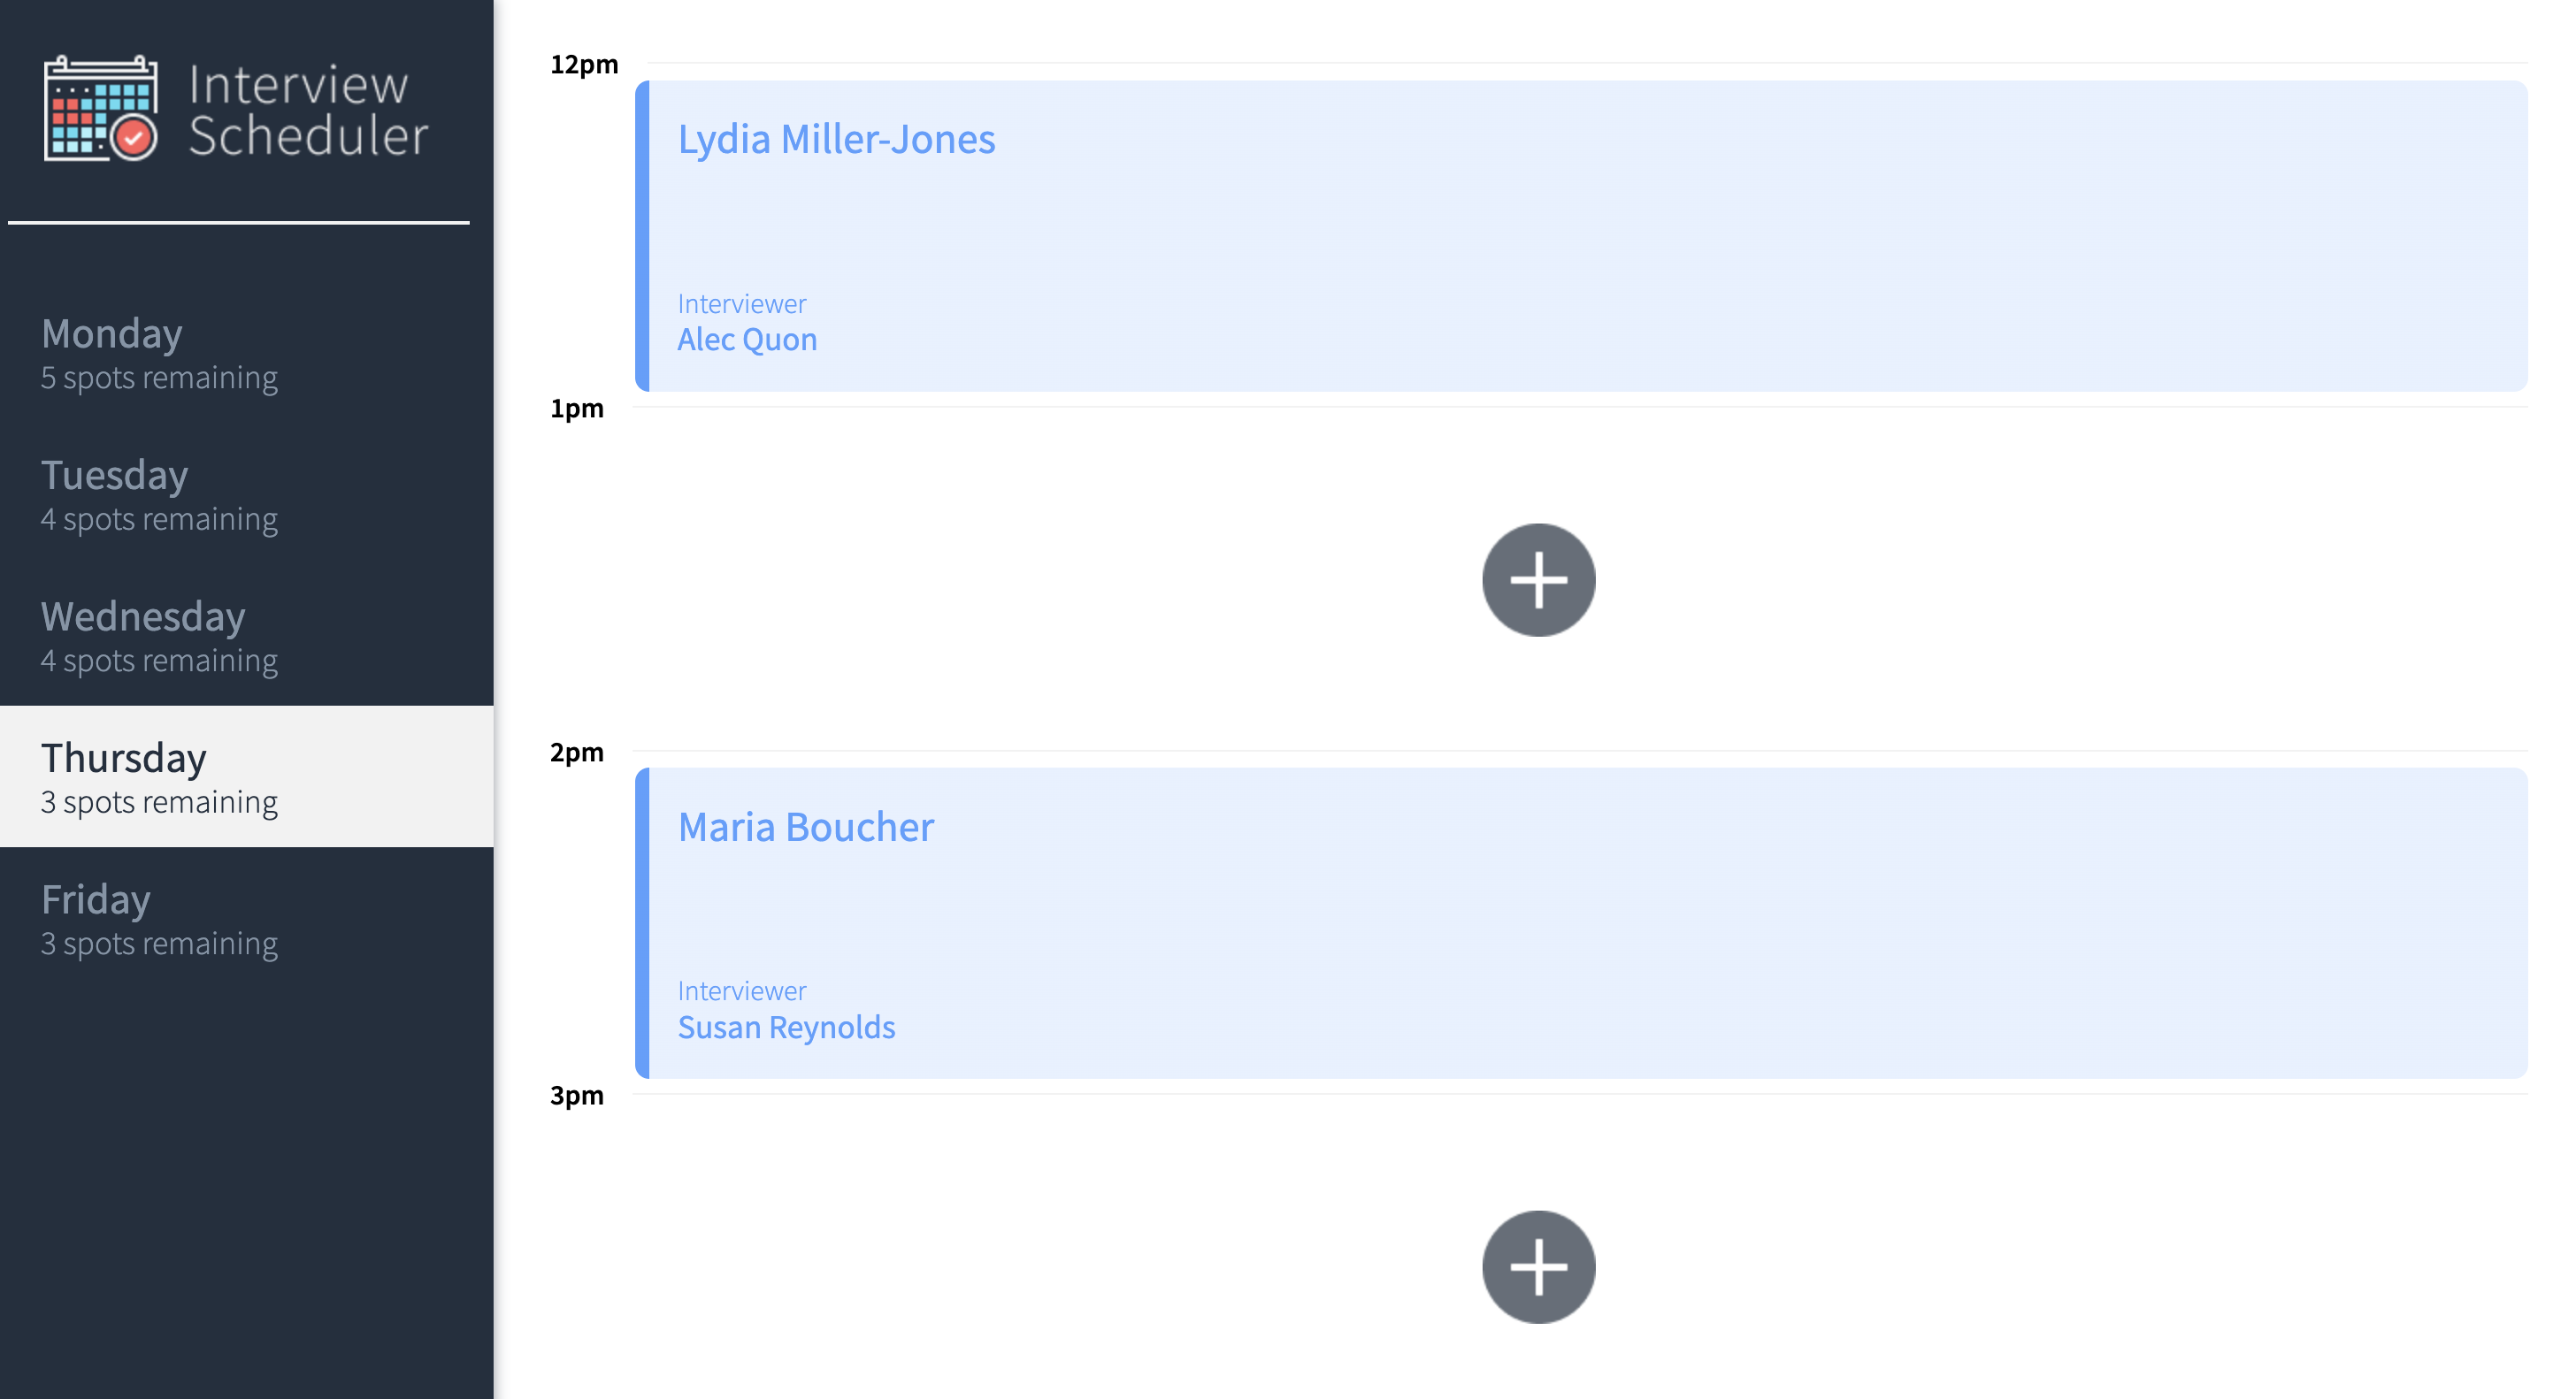 Interview
Scheduler
Monday
5 spots remaining
Tuesday
4 spots remaining
Wednesday
4 spots remaining
Thursday
3 spots remaining
Friday
3 spots remaining
12pm
Lydia Miller-Jones
Interviewer
Alec Quon
1pm
2pm
Maria Boucher
Interviewer
Susan Reynolds
3pm